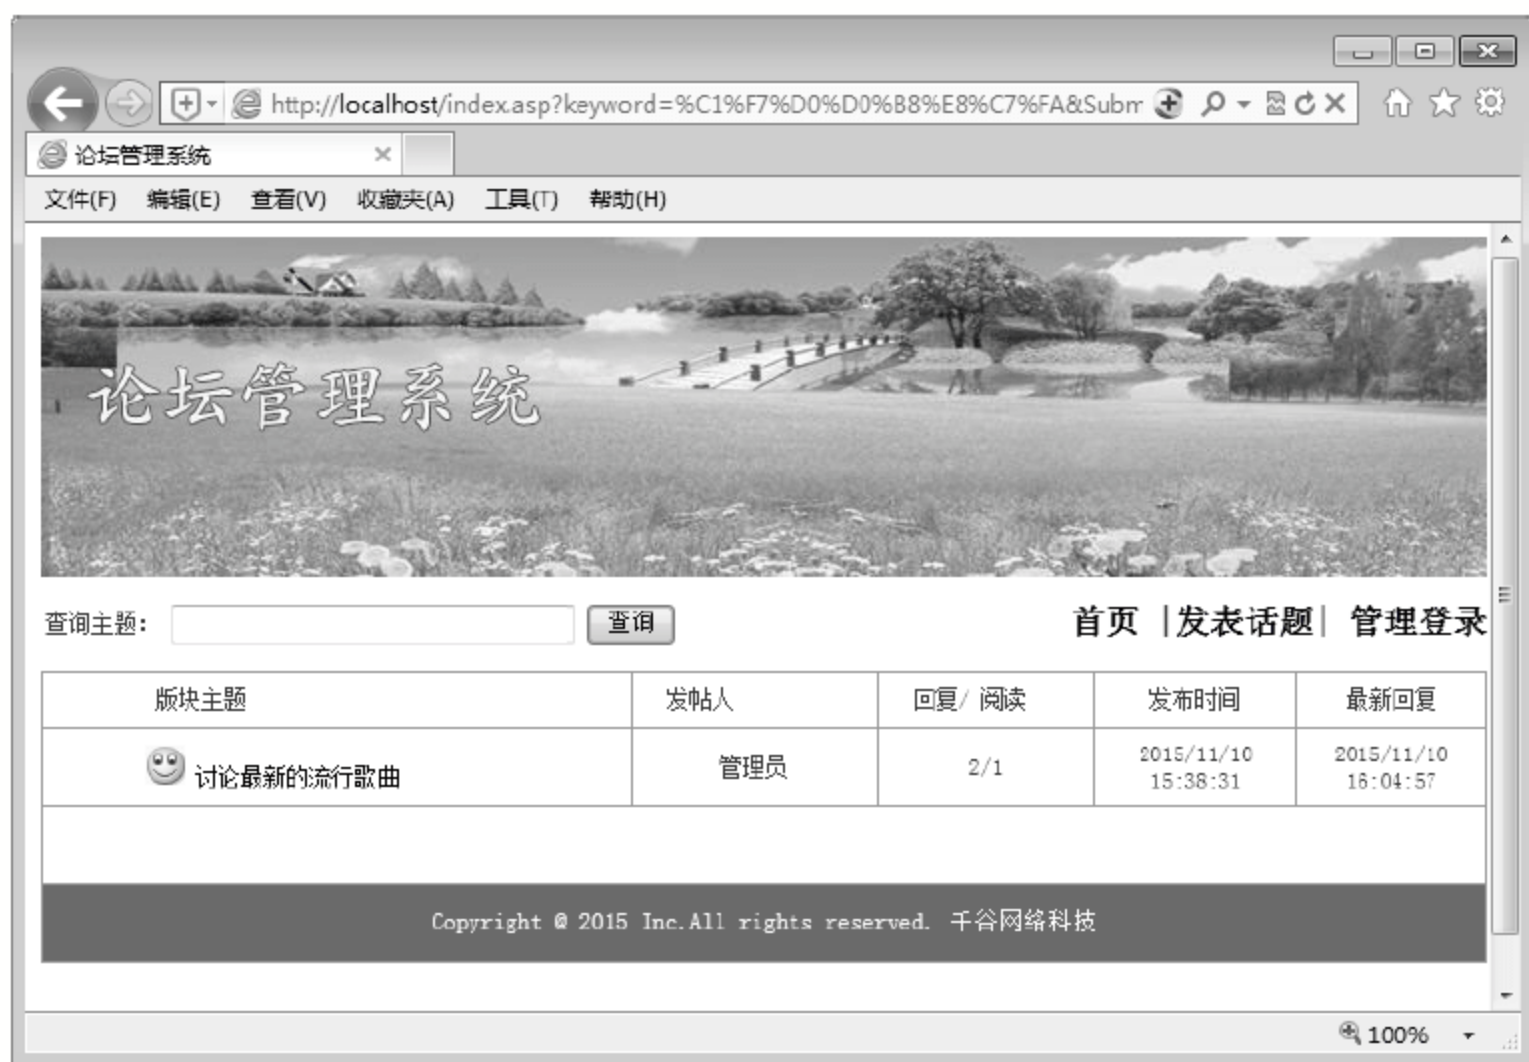 http://localhost/index.asp?keyword=%C1%F7%D0%D0%B8%E8%C7%FA&Subm
论坛管理系统
文件(F) 编辑(E) 查看(V) 收藏夹(A) 工具(T) 帮助(H)
论坛管理系统
查询主题： 查询 首页 |发表话题| 管理登录
版块主题 发帖人 回复/ 阅读 发布时间 最新回复
讨论最新的流行歌曲 管理员 2/1 2015/11/10 15:38:31 2015/11/10 16:04:57
Copyright @ 2015 Inc.All rights reserved. 千谷网络科技
100%